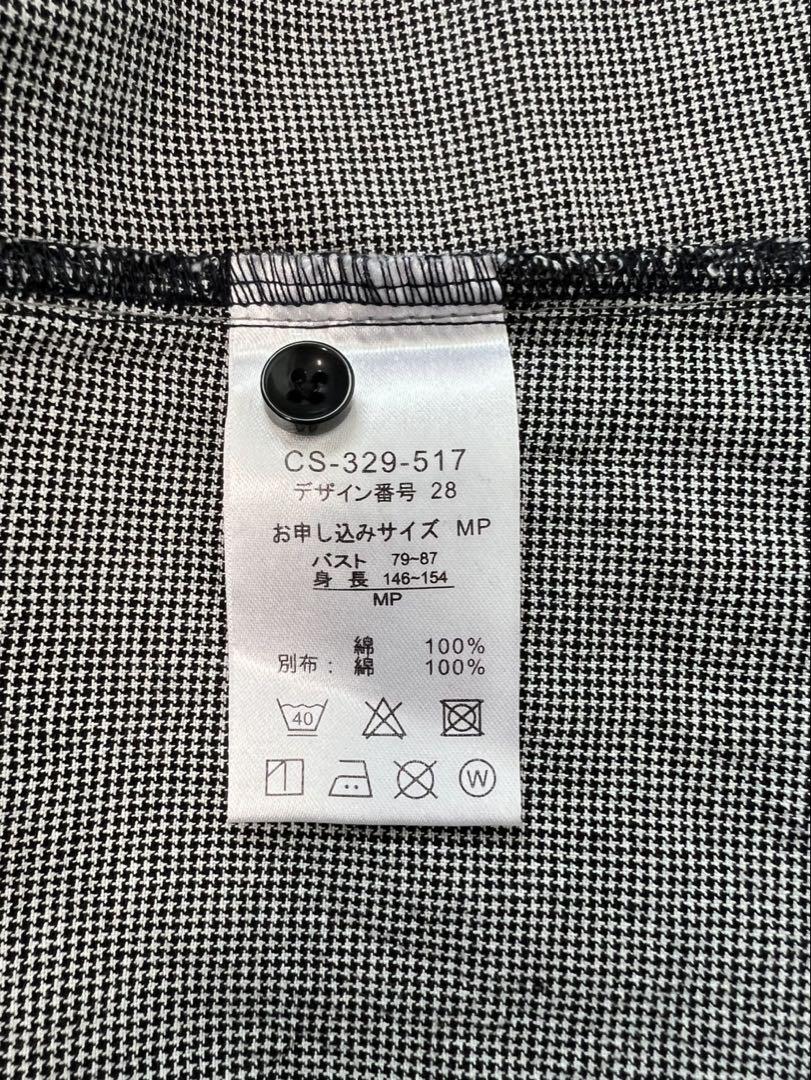 CS-329-517
デザイン番号 28
お申し込みサイズ MP
バスト 79~87
身 長 146~154
MP
綿 100%
別布: 綿 100%
40
W